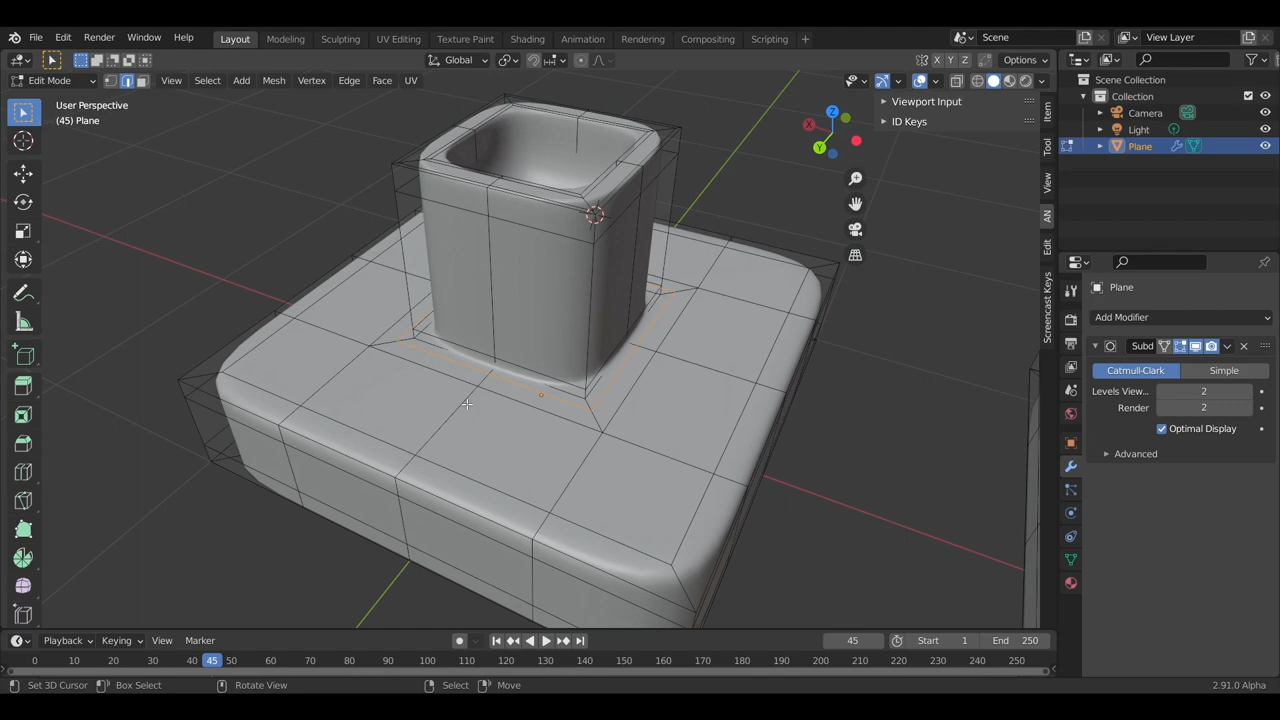 File Edit Render Window Help
Layout Modeling Sculpting UV Editing Texture Paint Shading Animation Rendering Compositing Scripting +
Scene
View Layer
Global
X Y Z
Options
Edit Mode
View Select Add Mesh Vertex Edge Face UV
User Perspective
(45) Plane
Viewport Input
ID Keys
Item
Tool
View
AN
Edit
Screencast Keys
Z
X
Y
Scene Collection
Collection
Camera
Light
Plane
Plane
Add Modifier
Subd
Catmull-Clark Simple
Levels View... 2
Render 2
Optimal Display
Advanced
Playback Keying View Marker
45 Start 1 End 250
0 10 20 30 45 50 60 70 80 90 100 110 120 130 140 150 160 170 180 190 200 210 220 230 240 250
Set 3D Cursor Box Select Rotate View Select Move 2.91.0 Alpha